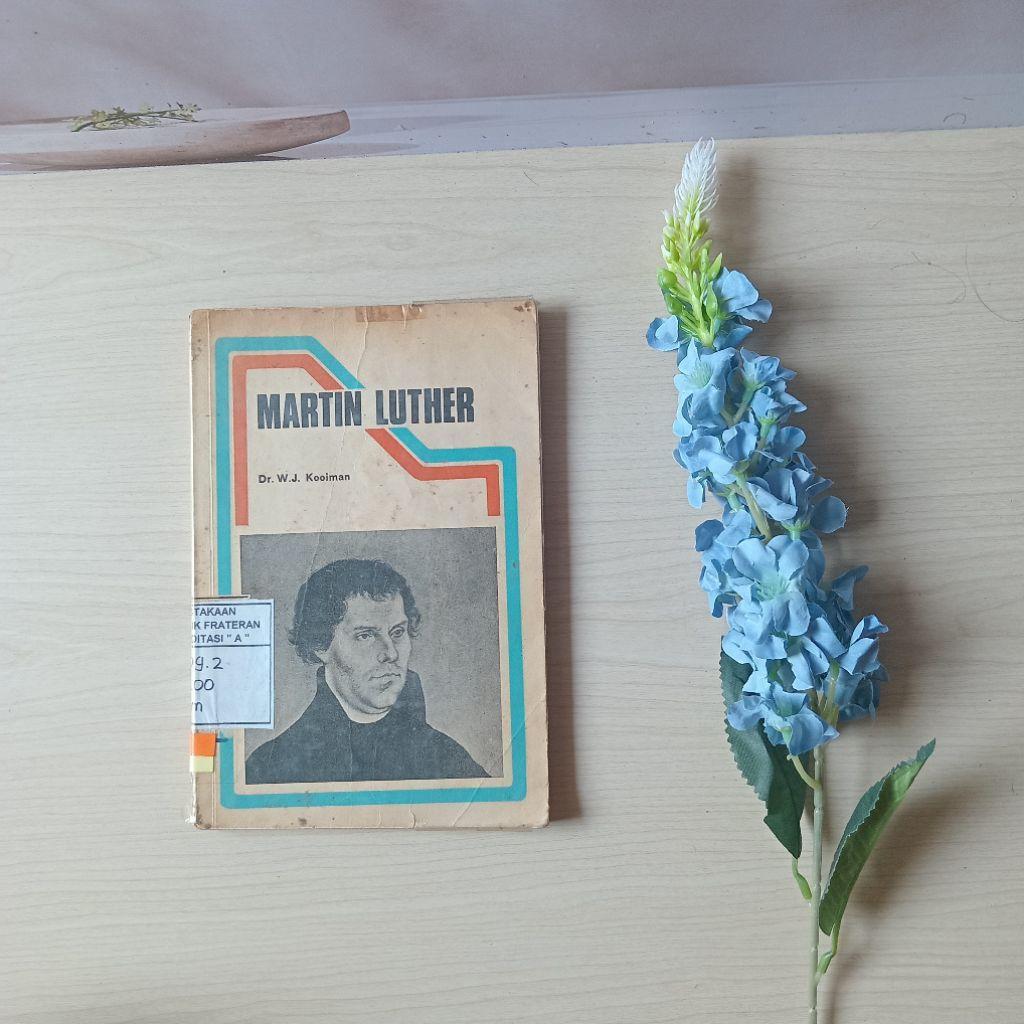 MARTIN LUTHER
Dr. W.J. Kooiman
TAKAAN
K FRATERAN
DITASI " A "
9.2
00
m